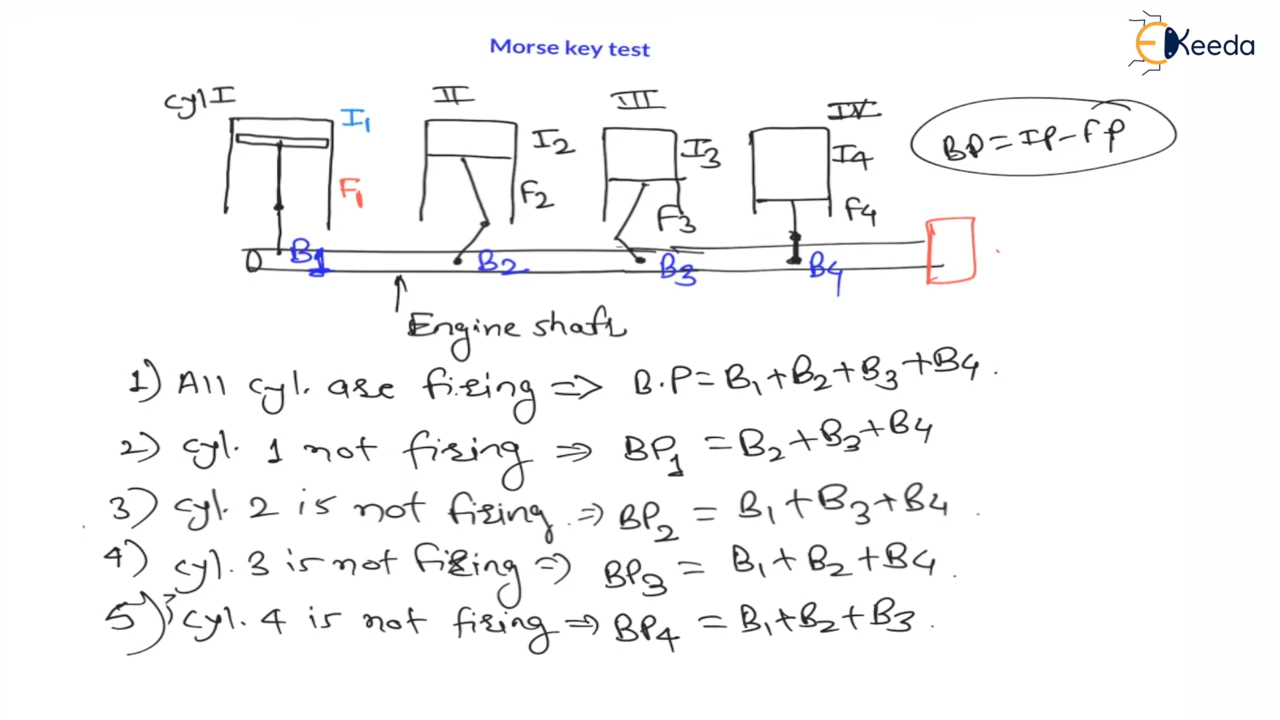 Morse key test
Keeda
Cyl I
II
III
IV
I1
I2
I3
I4
BP = IP - FP
F1
F2
F3
F4
B1
B2
B3
B4
Engine shaft
1) All cyl. are firing => B.P = B1 + B2 + B3 + B4.
2) Cyl. 1 not firing => BP1 = B2 + B3 + B4
3) Cyl. 2 is not firing => BP2 = B1 + B3 + B4.
4) Cyl. 3 is not firing => BP3 = B1 + B2 + B4.
5) Cyl. 4 is not firing => BP4 = B1 + B2 + B3.